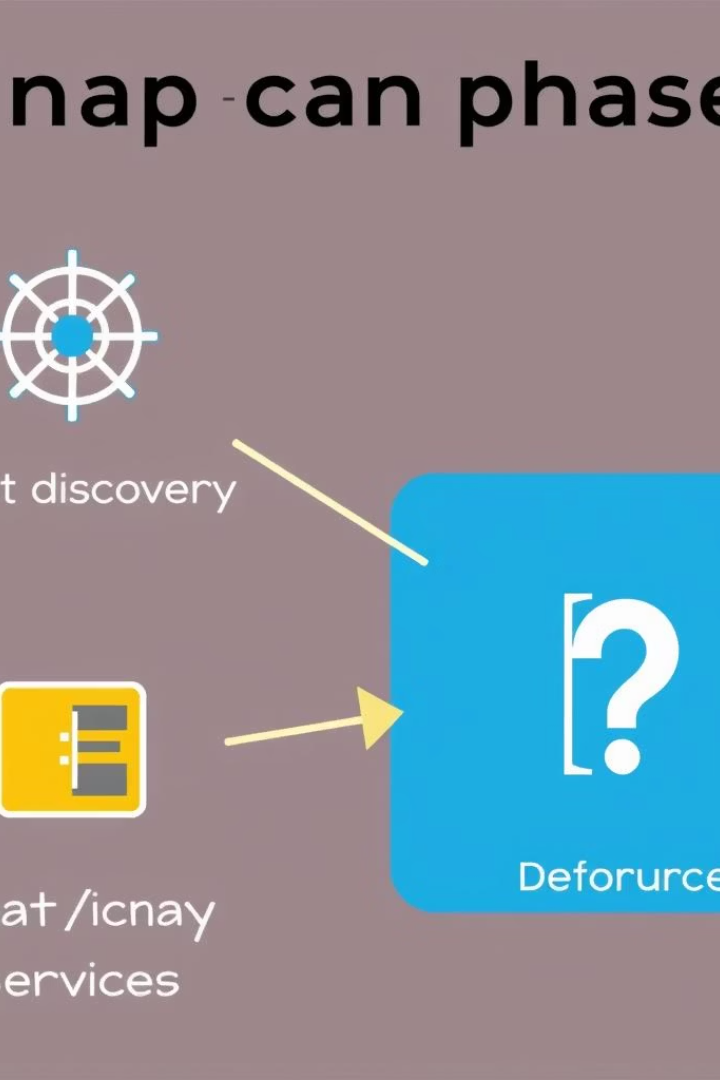 nap - can phase
t discovery
?
Deforurce
at /icnay
ervices